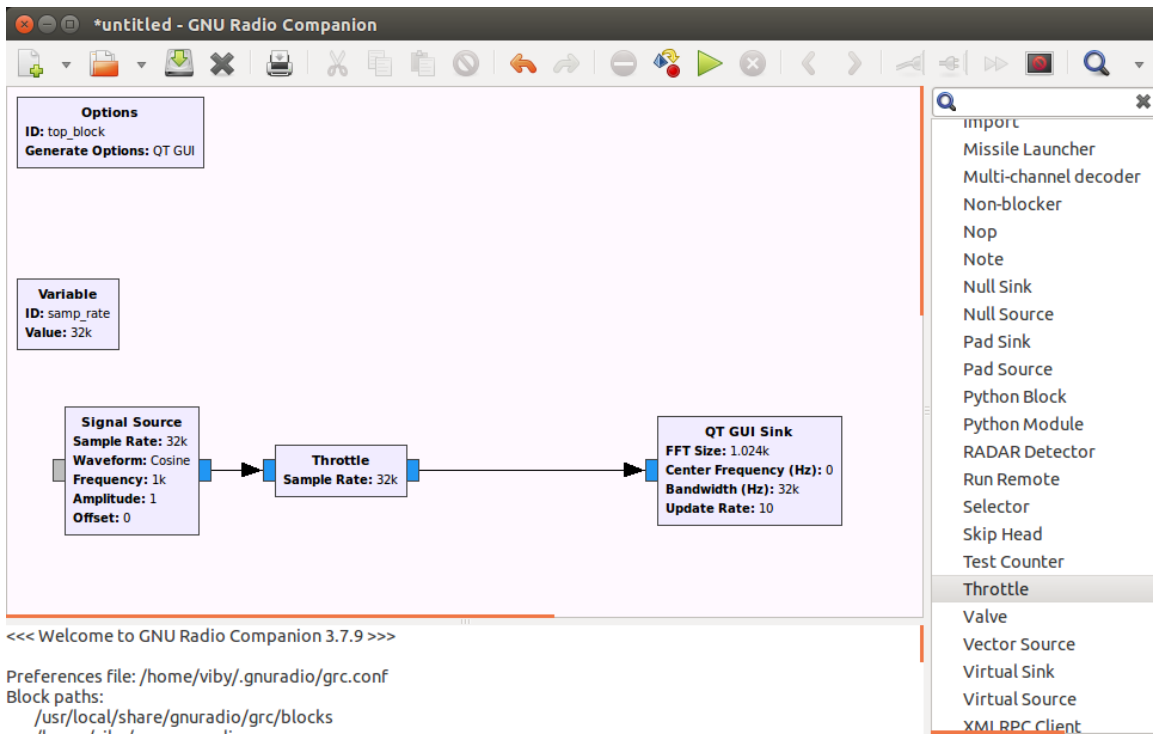 *untitled - GNU Radio Companion
Options
ID: top_block
Generate Options: QT GUI
Variable
ID: samp_rate
Value: 32k
Signal Source
Sample Rate: 32k
Waveform: Cosine
Frequency: 1k
Amplitude: 1
Offset: 0
Throttle
Sample Rate: 32k
QT GUI Sink
FFT Size: 1.024k
Center Frequency (Hz): 0
Bandwidth (Hz): 32k
Update Rate: 10
Import
Missile Launcher
Multi-channel decoder
Non-blocker
Nop
Note
Null Sink
Null Source
Pad Sink
Pad Source
Python Block
Python Module
RADAR Detector
Run Remote
Selector
Skip Head
Test Counter
Throttle
Valve
Vector Source
Virtual Sink
Virtual Source
XMLRPC Client
<<< Welcome to GNU Radio Companion 3.7.9 >>>
Preferences file: /home/viby/.gnuradio/grc.conf
Block paths:
/usr/local/share/gnuradio/grc/blocks